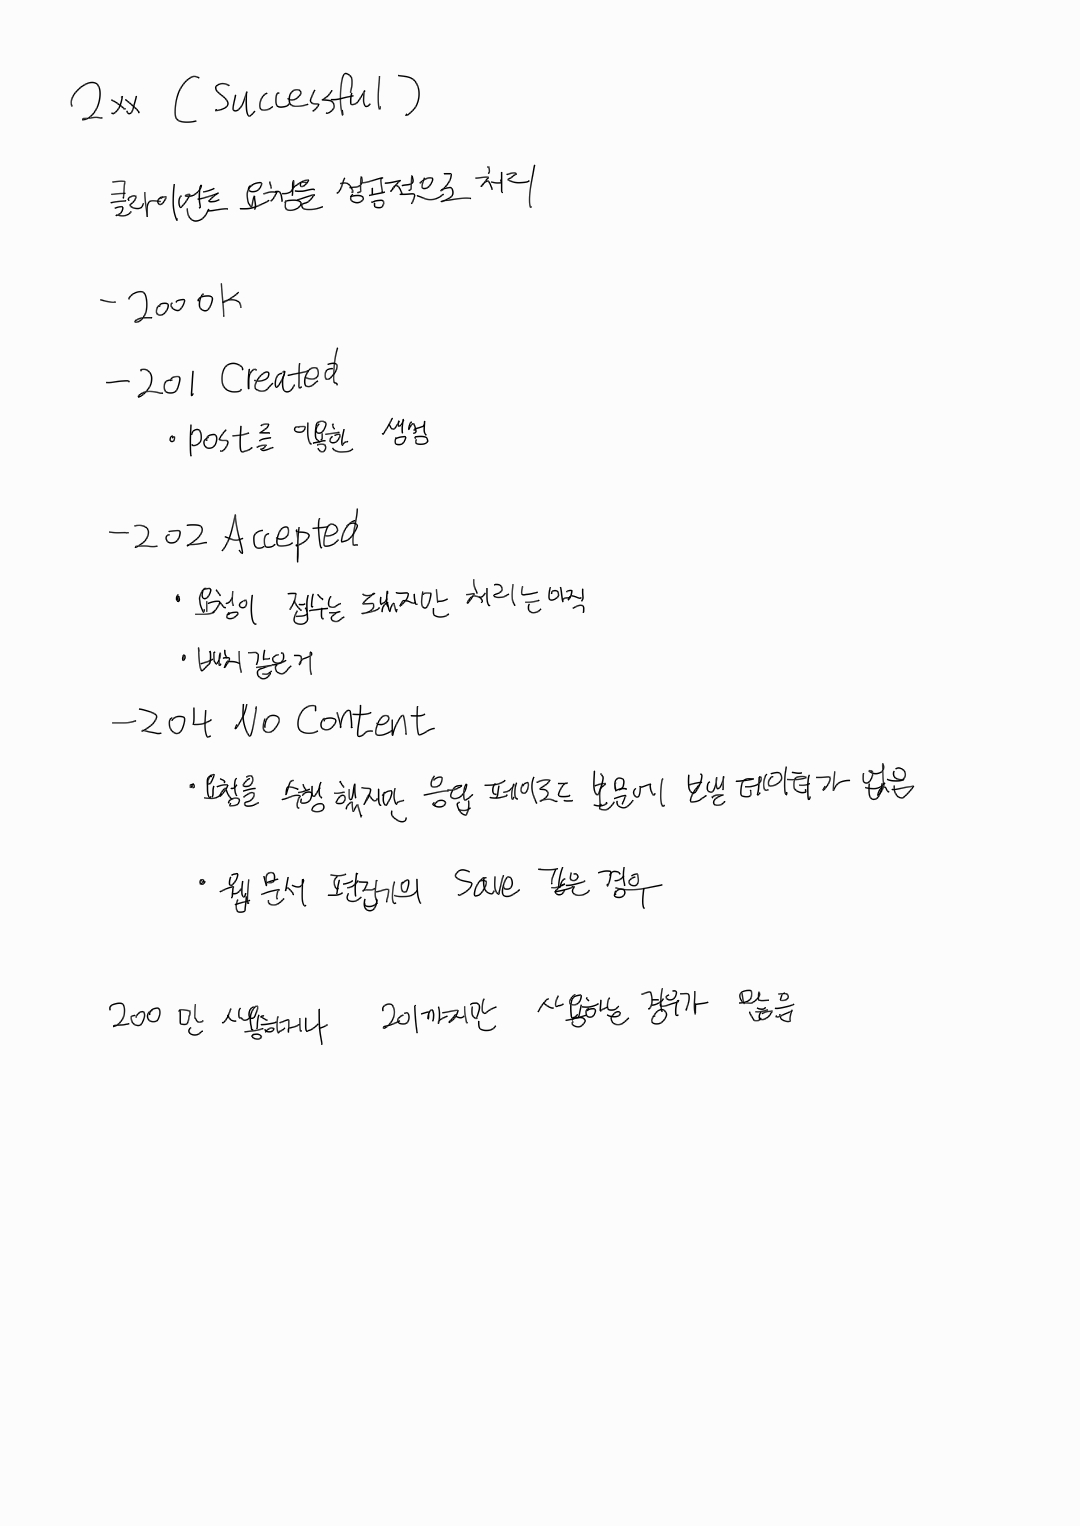 2xx (Successful)
클라이언트 요청을 성공적으로 처리
- 200 OK
- 201 Created
• post를 이용한
- 202 Accepted
• 요청이 접수는 되었지만 처리는 아직
• 배치 같은거
- 204 No Content
• 요청을 수행 했지만 응답 페이로드 본문에 보낼 데이터가 없음
• 웹 문서 편집기의 Save 같은 경우
200 만 사용하거나 201까지만 사용하는 경우가 많음